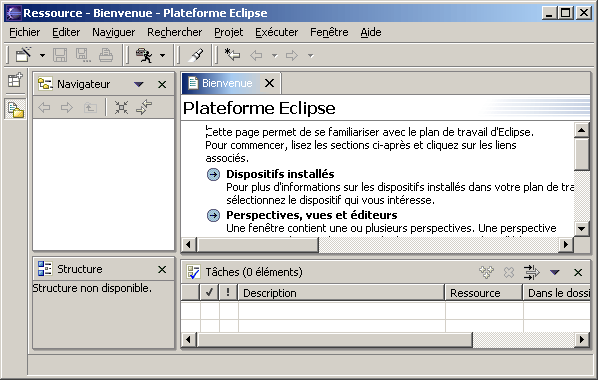 Ressource - Bienvenue - Plateforme Eclipse
Fichier Editer Naviguer Rechercher Projet Exécuter Fenêtre Aide
Navigateur
Bienvenue
Plateforme Eclipse
Cette page permet de se familiariser avec le plan de travail d'Eclipse.
Pour commencer, lisez les sections ci-après et cliquez sur les liens
associés.
Dispositifs installés
Pour plus d'informations sur les dispositifs installés dans votre plan de tra
sélectionnez le dispositif qui vous intéresse.
Perspectives, vues et éditeurs
Une fenêtre contient une ou plusieurs perspectives. Une perspective
Structure
Structure non disponible.
Tâches (0 éléments)
! Description Ressource Dans le dossi